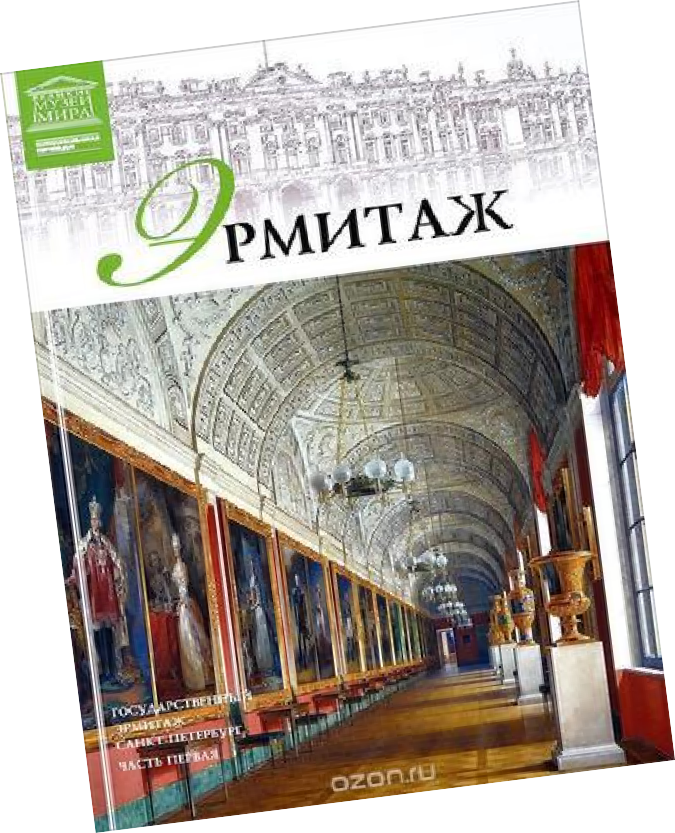 ВЕЛИКИЕ
МУЗЕИ
МИРА
ЭРМИТАЖ
ГОСУДАРСТВЕННЫЙ
ЭРМИТАЖ
САНКТ-ПЕТЕРБУРГ
ЧАСТЬ ПЕРВАЯ
ozon.ru